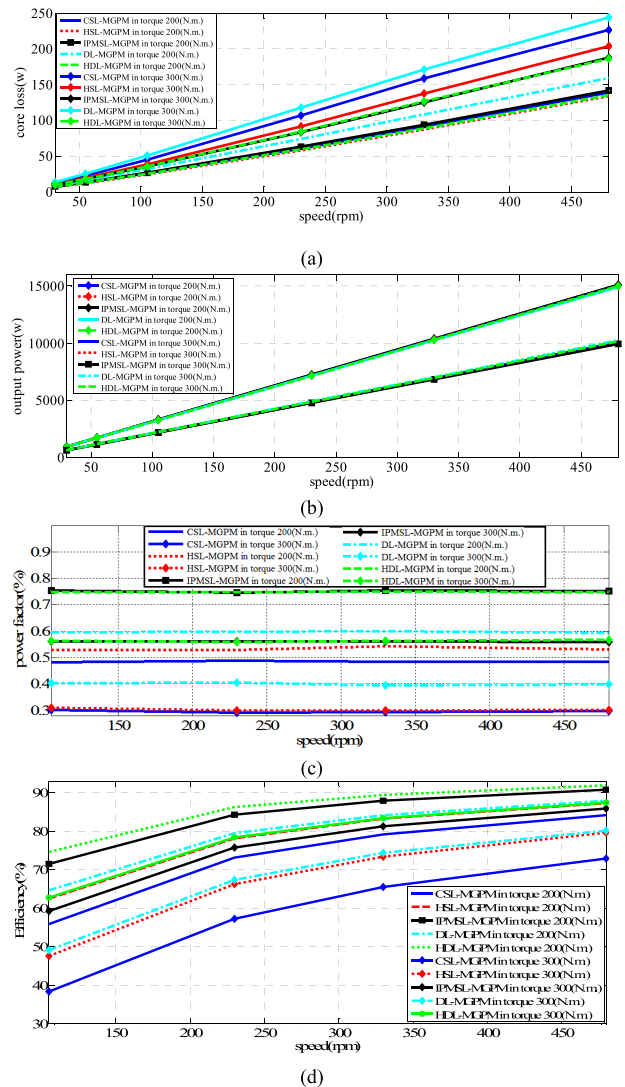 250
200
150
100
50
0
core loss(w)
CSL-MGPM in torque 200(N.m.)
HSL-MGPM in torque 200(N.m.)
IPMSL-MGPM in torque 200(N.m.)
DL-MGPM in torque 200(N.m.)
HDL-MGPM in torque 200(N.m.)
CSL-MGPM in torque 300(N.m.)
HSL-MGPM in torque 300(N.m.)
IPMSL-MGPM in torque 300(N.m.)
DL-MGPM in torque 300(N.m.)
HDL-MGPM in torque 300(N.m.)
50 100 150 200 250 300 350 400 450
speed(rpm)
(a)
15000
10000
5000
0
output power(w)
CSL-MGPM in torque 200(N.m.)
HSL-MGPM in torque 200(N.m.)
IPMSL-MGPM in torque 200(N.m.)
DL-MGPM in torque 200(N.m.)
HDL-MGPM in torque 200(N.m.)
CSL-MGPM in torque 300(N.m.)
HSL-MGPM in torque 300(N.m.)
IPMSL-MGPM in torque 300(N.m.)
DL-MGPM in torque 300(N.m.)
HDL-MGPM in torque 300(N.m.)
50 100 150 200 250 300 350 400 450
speed(rpm)
(b)
0.9
0.8
0.7
0.6
0.5
0.4
0.3
power factor(%)
CSL-MGPM in torque 200(N.m.)
CSL-MGPM in torque 300(N.m.)
HSL-MGPM in torque 200(N.m.)
HSL-MGPM in torque 300(N.m.)
IPMSL-MGPM in torque 200(N.m.)
IPMSL-MGPM in torque 300(N.m.)
DL-MGPM in torque 200(N.m.)
DL-MGPM in torque 300(N.m.)
HDL-MGPM in torque 200(N.m.)
HDL-MGPM in torque 300(N.m.)
150 200 250 300 350 400 450
speed(rpm)
(c)
90
80
70
60
50
40
30
Efficiency(%)
CSL-MGPM in torque 200(N.m.)
HSL-MGPM in torque 200(N.m.)
IPMSL-MGPM in torque 200(N.m.)
DL-MGPM in torque 200(N.m.)
HDL-MGPM in torque 200(N.m.)
CSL-MGPM in torque 300(N.m.)
HSL-MGPM in torque 300(N.m.)
IPMSL-MGPM in torque 300(N.m.)
DL-MGPM in torque 300(N.m.)
HDL-MGPM in torque 300(N.m.)
150 200 250 300 350 400 450
speed(rpm)
(d)